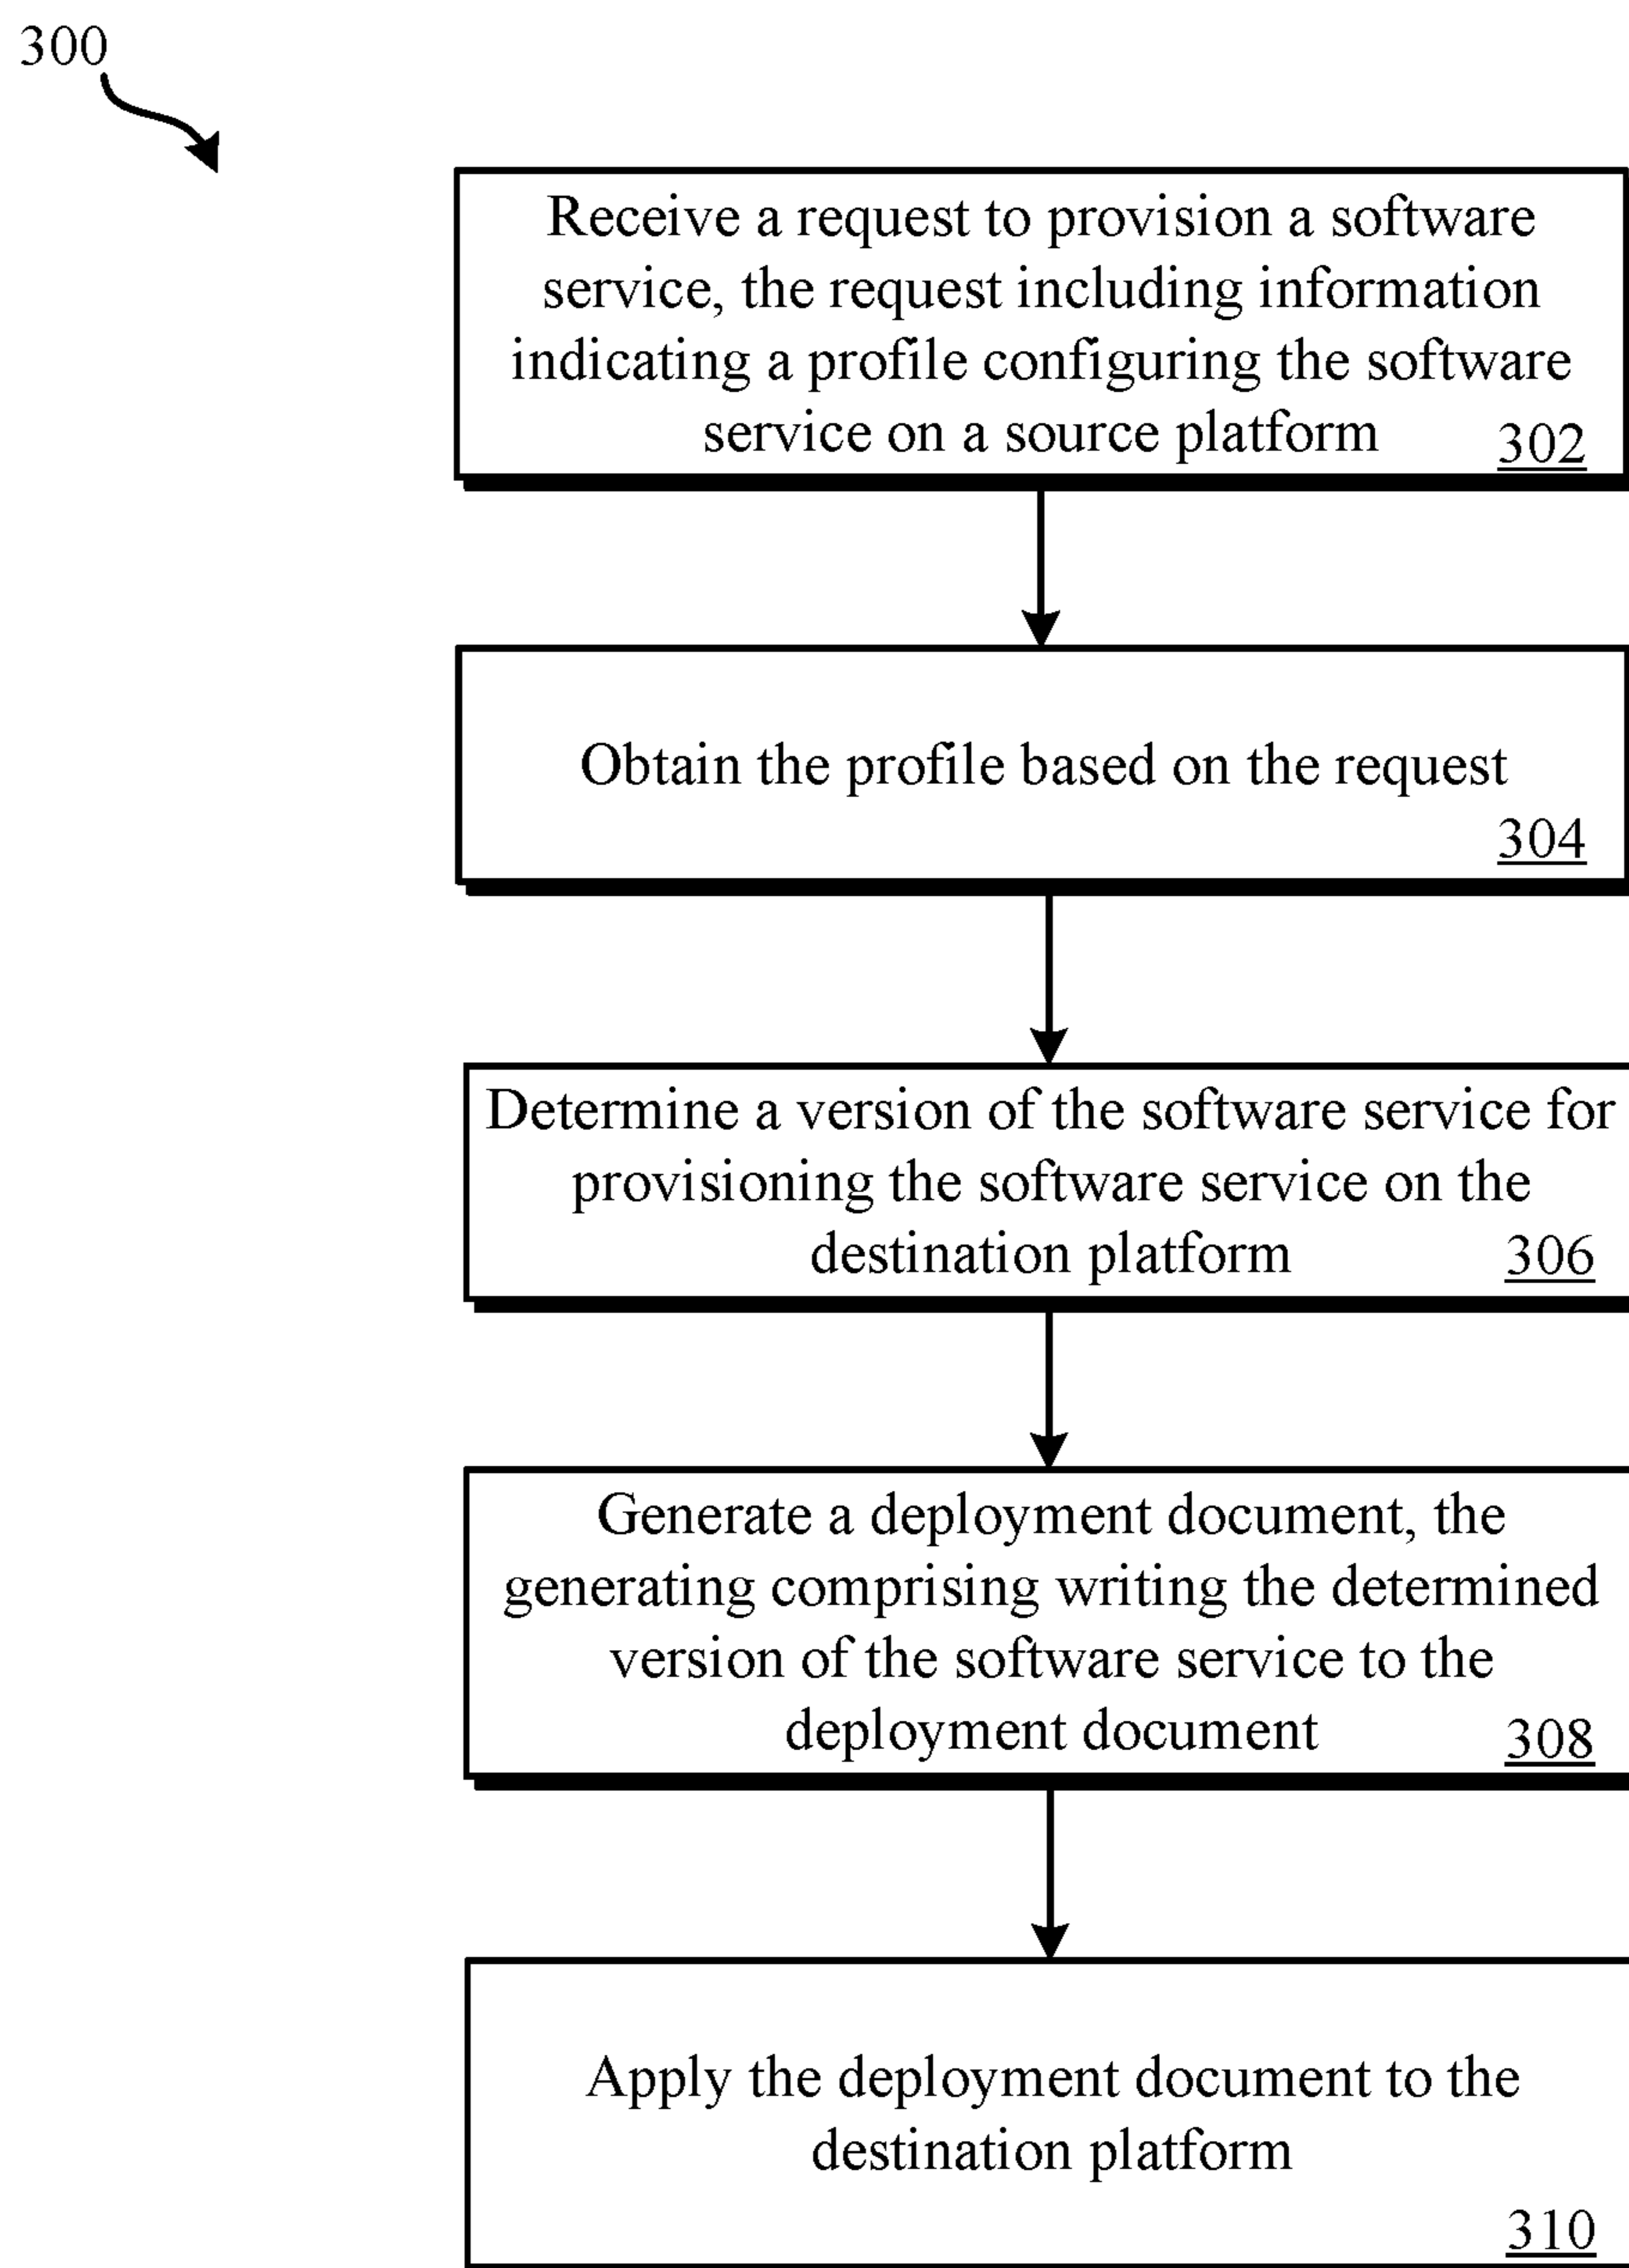 300
Receive a request to provision a software
service, the request including information
indicating a profile configuring the software
service on a source platform
302
Obtain the profile based on the request
304
Determine a version of the software service for
provisioning the software service on the
destination platform
306
Generate a deployment document, the
generating comprising writing the determined
version of the software service to the
deployment document
308
Apply the deployment document to the
destination platform
310